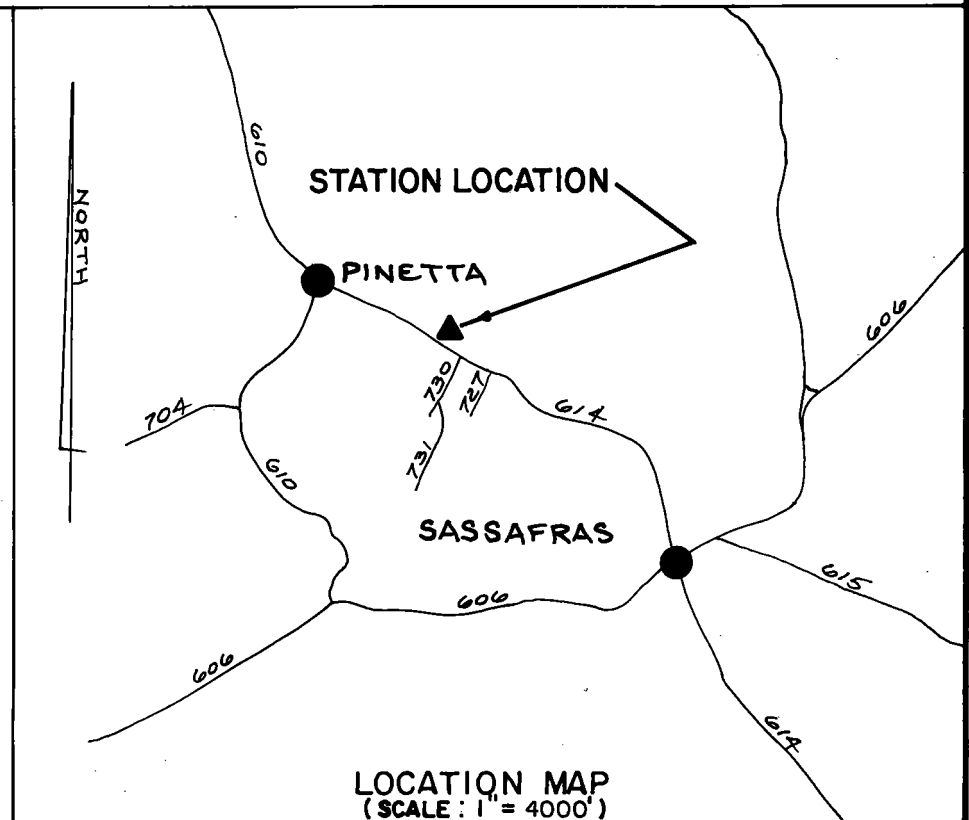 610
STATION LOCATION
NORTH
PINETTA
606
730
727
704
614
731
610
SASSAFRAS
615
606
606
614
LOCATION MAP
(SCALE: 1" = 4000')